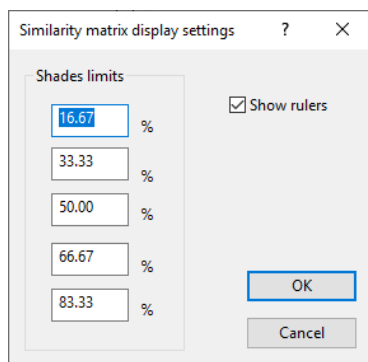 Similarity matrix display settings ?
Shades limits
16.67 %
Show rulers
33.33 %
50.00 %
66.67 %
83.33 %
OK
Cancel